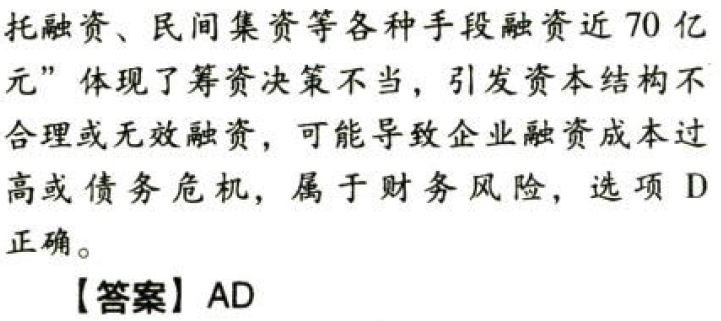 托融资、民间集资等各种手段融资近 70 亿
元”体现了筹资决策不当，引发资本结构不
合理或无效融资，可能导致企业融资成本过
高或债务危机，属于财务风险，选项 D
正确。
【答案】AD